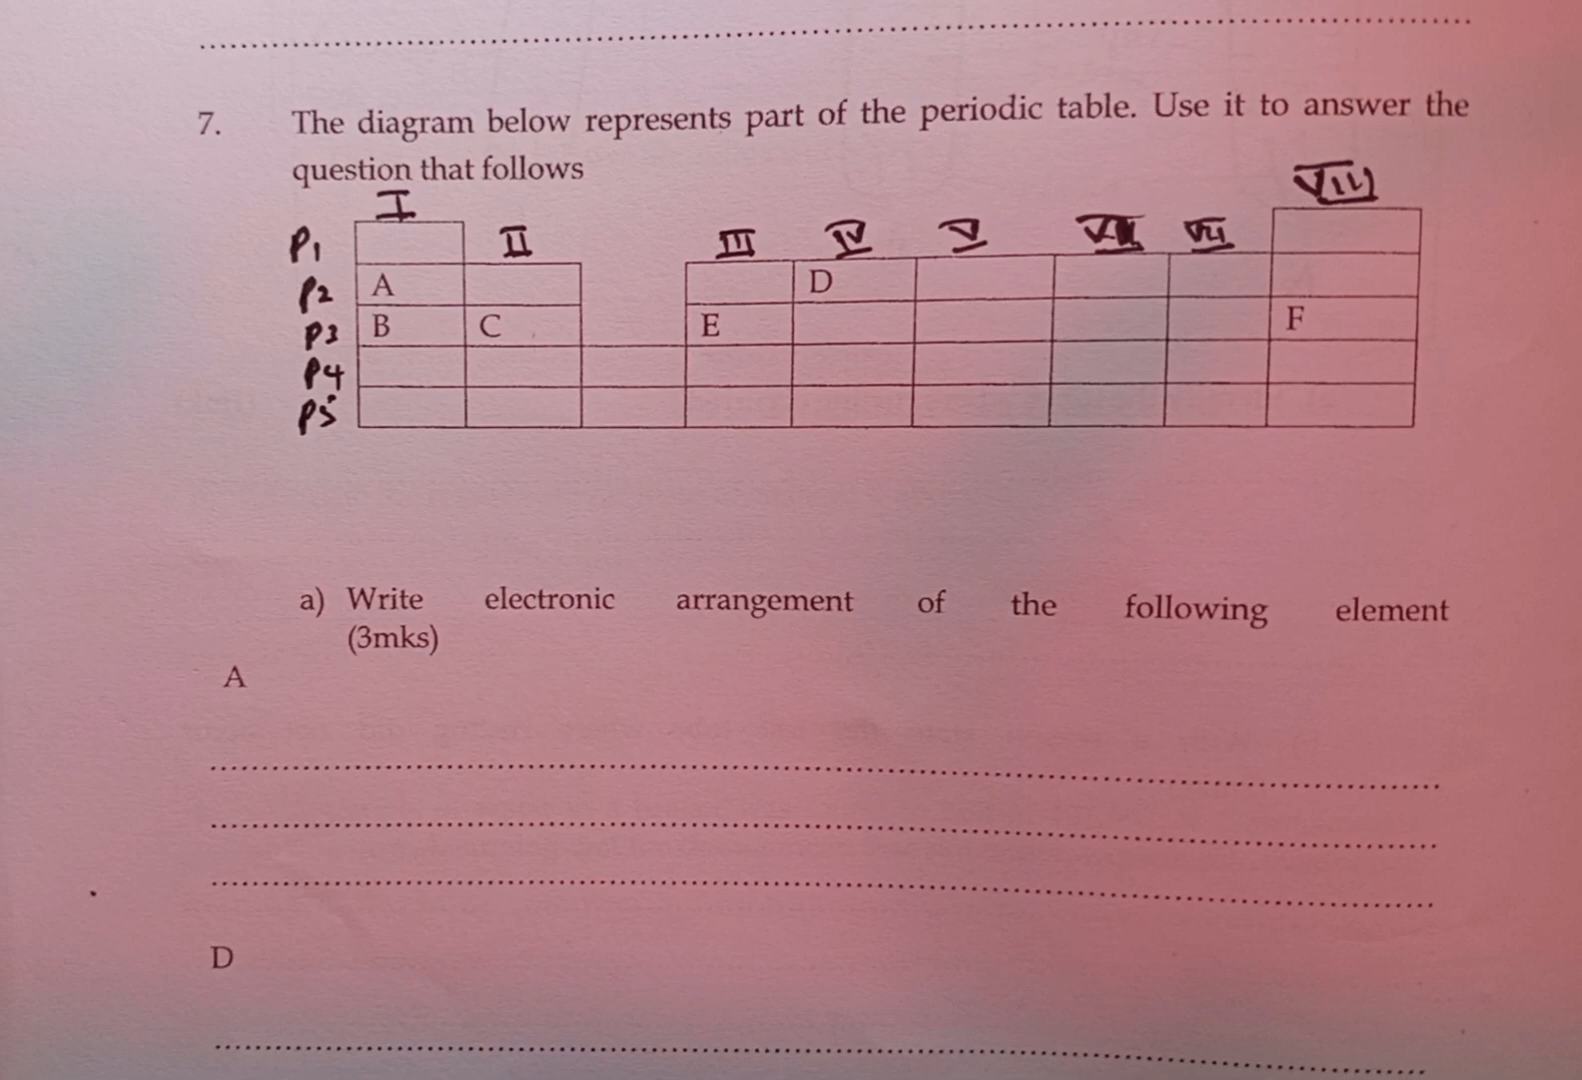 7. The diagram below represents part of the periodic table. Use it to answer the
question that follows
I II III IV V VII VIII
P1
P2 A D
P3 B C E F
P4
P5
a) Write electronic arrangement of the following element
(3mks)
A
D